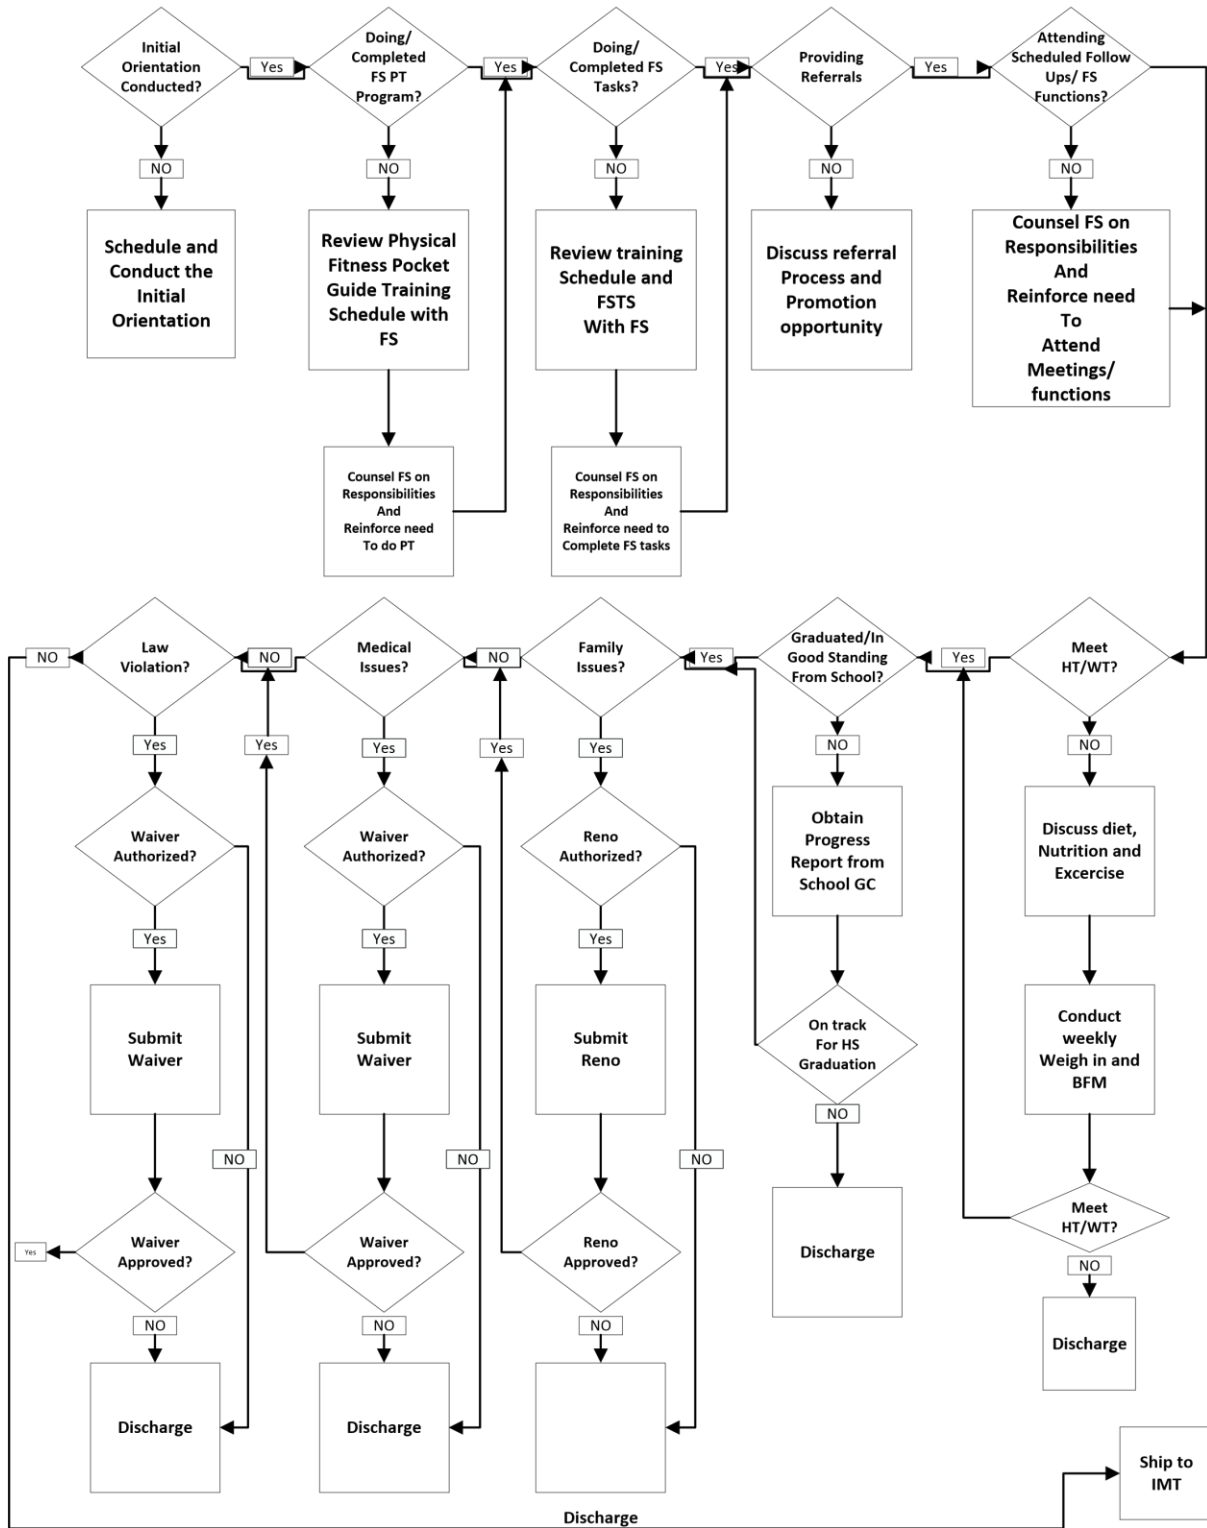 Initial
Orientation
Conducted?
Yes
Doing/
Completed
FS PT
Program?
Yes
Doing/
Completed FS
Tasks?
Yes
Providing
Referrals
Yes
Attending
Scheduled Follow
Ups/ FS
Functions?
NO
NO
NO
NO
NO
Schedule and
Conduct the
Initial
Orientation
Review Physical
Fitness Pocket
Guide Training
Schedule with
FS
Review training
Schedule and
FSTS
With FS
Discuss referral
Process and
Promotion
opportunity
Counsel FS on
Responsibilities
And
Reinforce need
To
Attend
Meetings/
functions
Counsel FS on
Responsibilities
And
Reinforce need
To do PT
Counsel FS on
Responsibilities
And
Reinforce need to
Complete FS tasks
NO
Law
Violation?
NO
Medical
Issues?
NO
Family
Issues?
Yes
Graduated/In
Good Standing
From School?
Yes
Meet
HT/WT?
Yes
Yes
Yes
Yes
Yes
NO
NO
Waiver
Authorized?
Waiver
Authorized?
Reno
Authorized?
Obtain
Progress
Report from
School GC
Discuss diet,
Nutrition and
Excercise
Yes
Yes
Yes
Submit
Waiver
Submit
Waiver
Submit
Reno
On track
For HS
Graduation
Conduct
weekly
Weigh in and
BFM
NO
NO
NO
NO
Yes
Waiver
Approved?
Waiver
Approved?
Reno
Approved?
Discharge
Meet
HT/WT?
NO
NO
NO
NO
Discharge
Discharge
Discharge
Ship to
IMT
Discharge